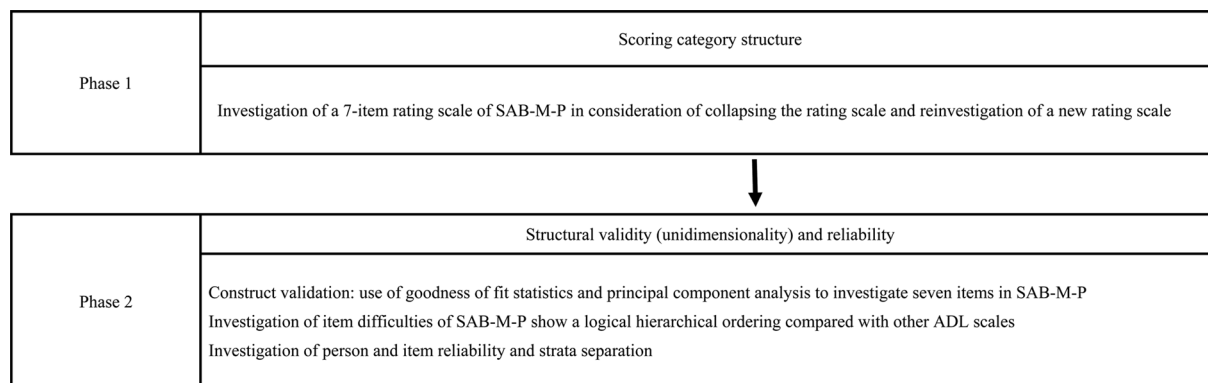 Scoring category structure
Phase 1
Investigation of a 7-item rating scale of SAB-M-P in consideration of collapsing the rating scale and reinvestigation of a new rating scale
Structural validity (unidimensionality) and reliability
Phase 2
Construct validation: use of goodness of fit statistics and principal component analysis to investigate seven items in SAB-M-P
Investigation of item difficulties of SAB-M-P show a logical hierarchical ordering compared with other ADL scales
Investigation of person and item reliability and strata separation